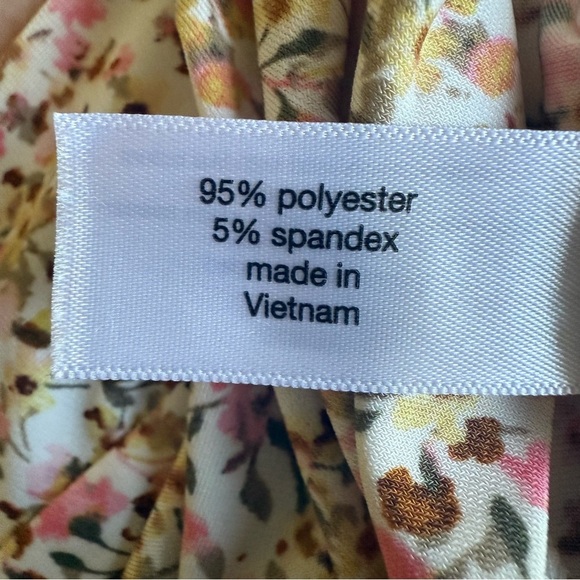 95% polyester
5% spandex
made in
Vietnam